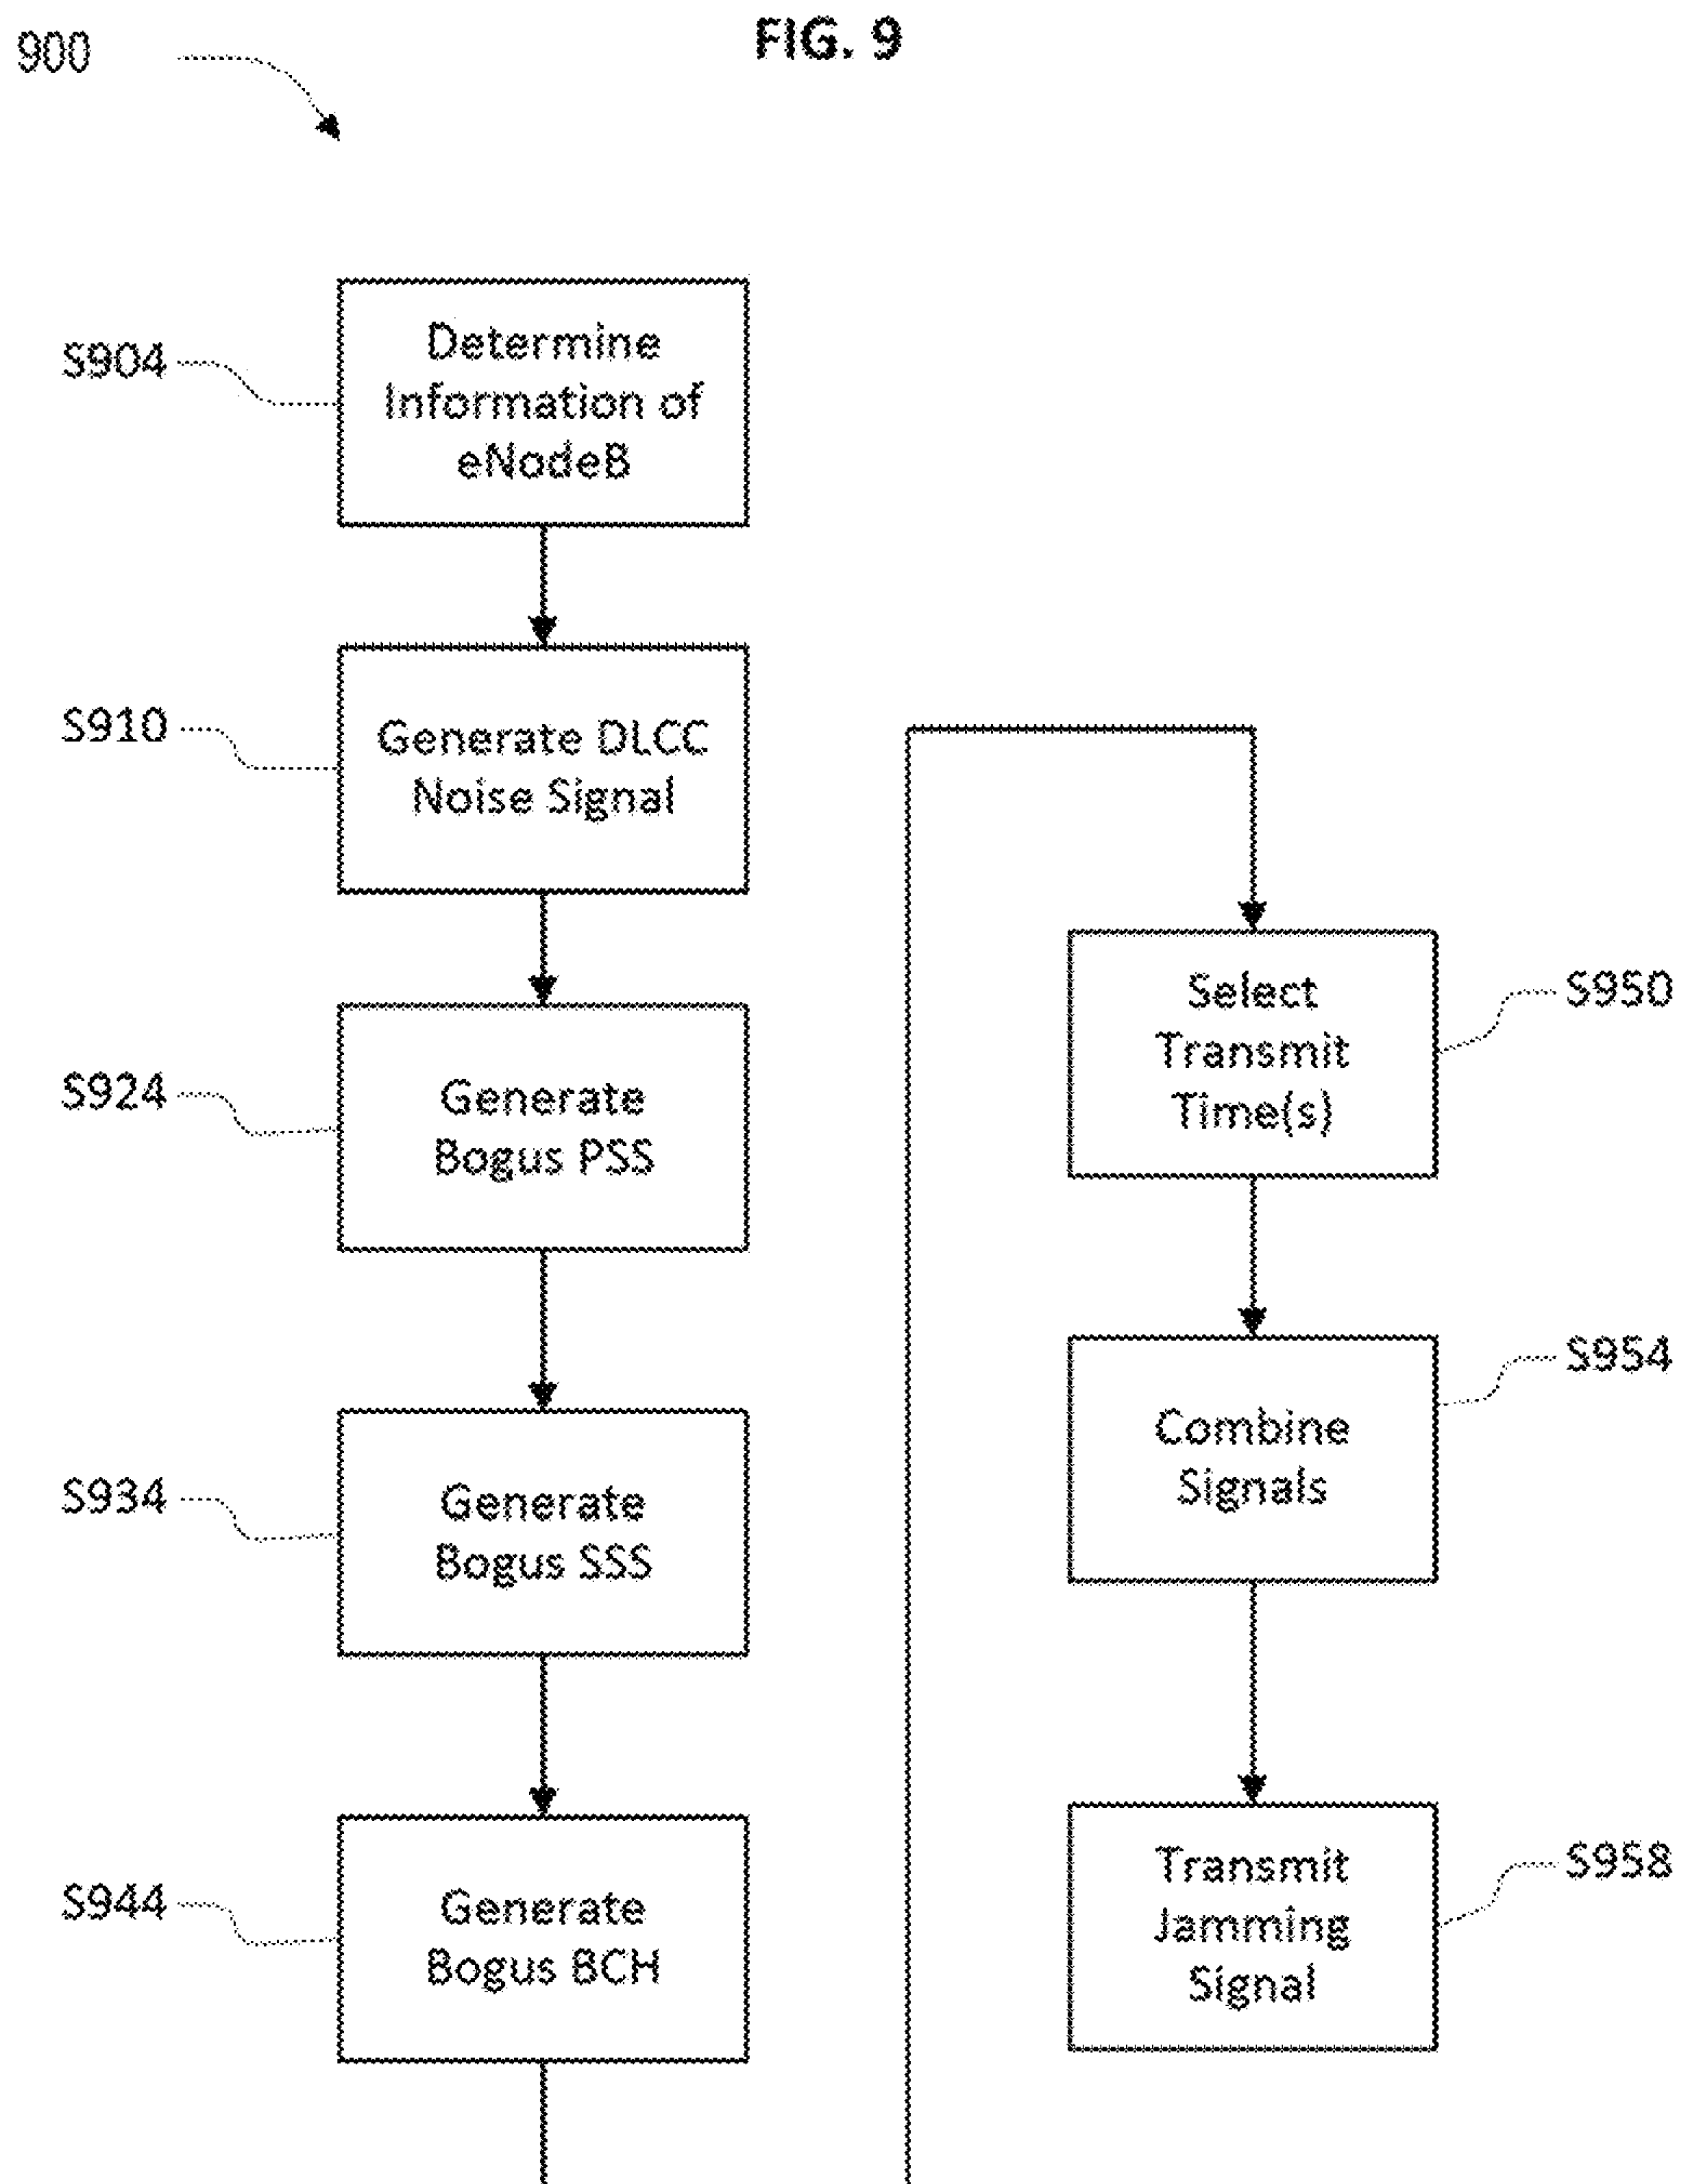 FIG. 9
900
S904
Determine
Information of
eNodeB
S910
Generate DLCC
Noise Signal
S924
Generate
Bogus PSS
S934
Generate
Bogus SSS
S944
Generate
Bogus BCH
Select
Transmit
Time(s)
S950
Combine
Signals
S954
Transmit
Jamming
Signal
S958